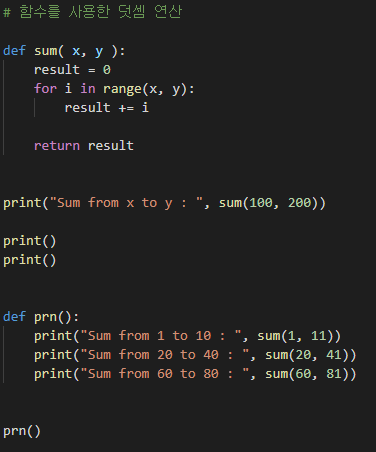 # 함수를 사용한 덧셈 연산
def sum( x, y ):
    result = 0
    for i in range(x, y):
        result += i
    return result
print("Sum from x to y : ", sum(100, 200))
print()
print()
def prn():
    print("Sum from 1 to 10 : ", sum(1, 11))
    print("Sum from 20 to 40 : ", sum(20, 41))
    print("Sum from 60 to 80 : ", sum(60, 81))
prn()